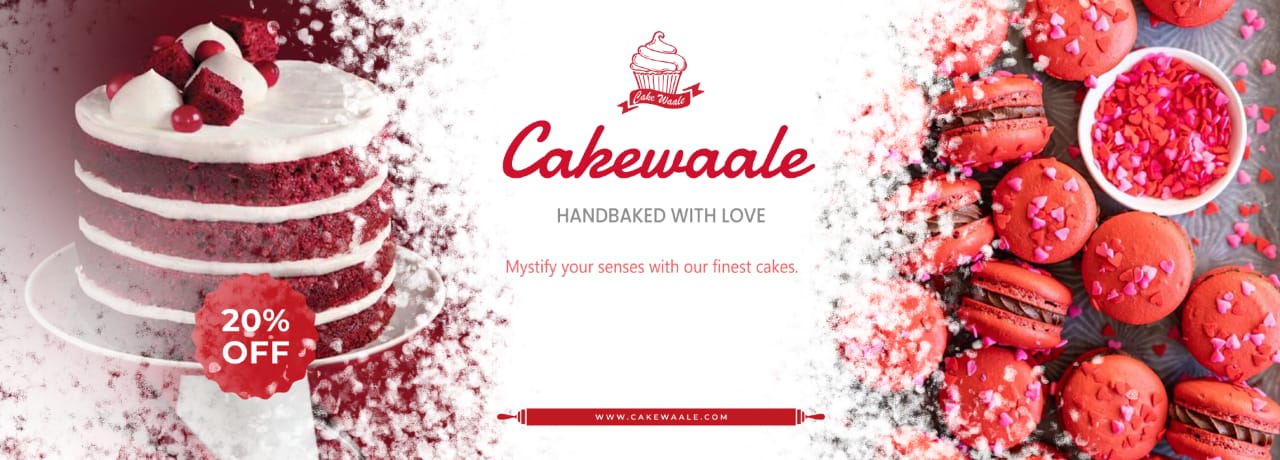 Cake Waale
Cakewaale
HANDBAKED WITH LOVE
Mystify your senses with our finest cakes.
20%
OFF
WWW.CAKEWAALE.COM